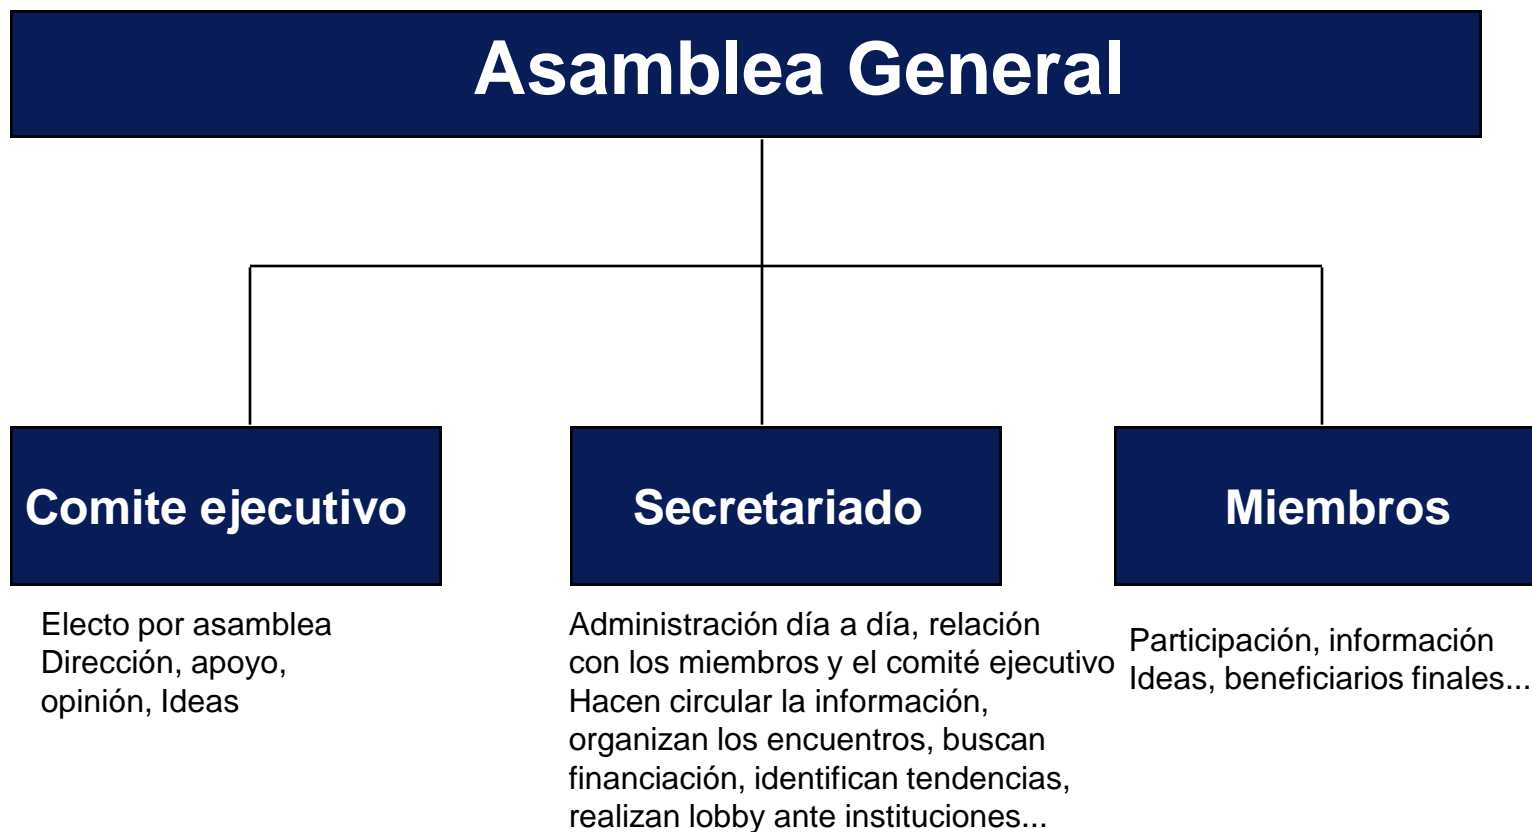 Asamblea General
Comite ejecutivo
Electo por asamblea
Dirección, apoyo,
opinión, Ideas
Secretariado
Administración día a día, relación
con los miembros y el comité ejecutivo
Hacen circular la información,
organizan los encuentros, buscan
financiación, identifican tendencias,
realizan lobby ante instituciones...
Miembros
Participación, información
Ideas, beneficiarios finales...